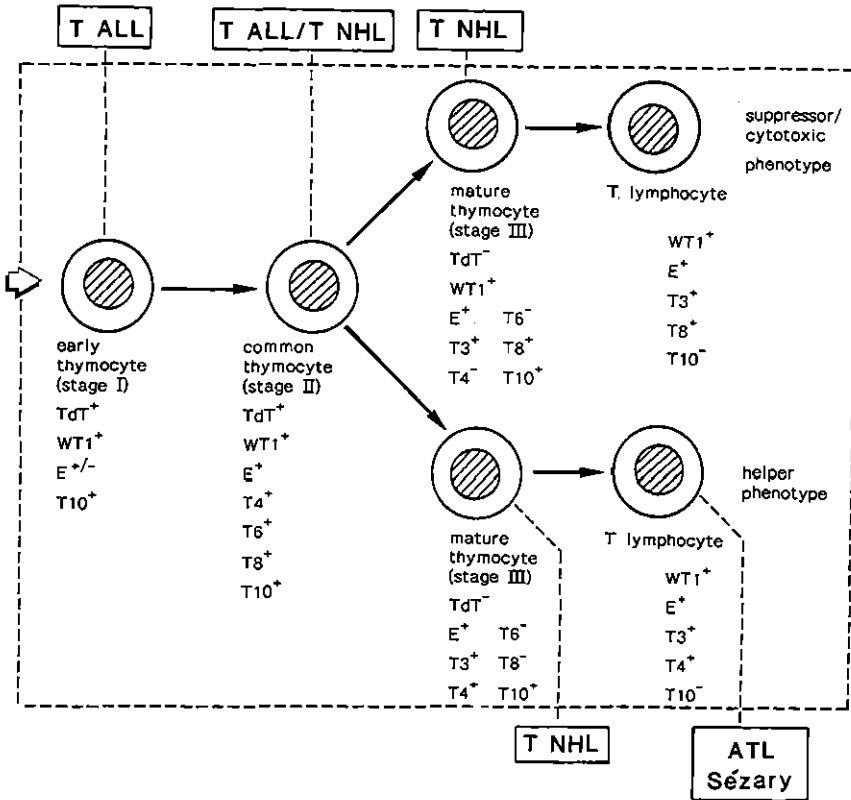 T ALL
T ALL/T NHL
T NHL
suppressor/
cytotoxic
phenotype
mature
thymocyte
(stage III)
TdT⁻
WT1⁺
E⁺ T6⁻
T3⁺ T8⁺
T4⁻ T10⁺
T lymphocyte
WT1⁺
E⁺
T3⁺
T8⁺
T10⁻
early
thymocyte
(stage I)
TdT⁺
WT1⁺
E⁺/⁻
T10⁺
common
thymocyte
(stage II)
TdT⁺
WT1⁺
E⁺
T4⁺
T6⁺
T8⁺
T10⁺
helper
phenotype
mature
thymocyte
(stage III)
TdT⁻
E⁺ T6⁻
T3⁺ T8⁻
T4⁺ T10⁺
T lymphocyte
WT1⁺
E⁺
T3⁺
T4⁺
T10⁻
T NHL
ATL
Sézary